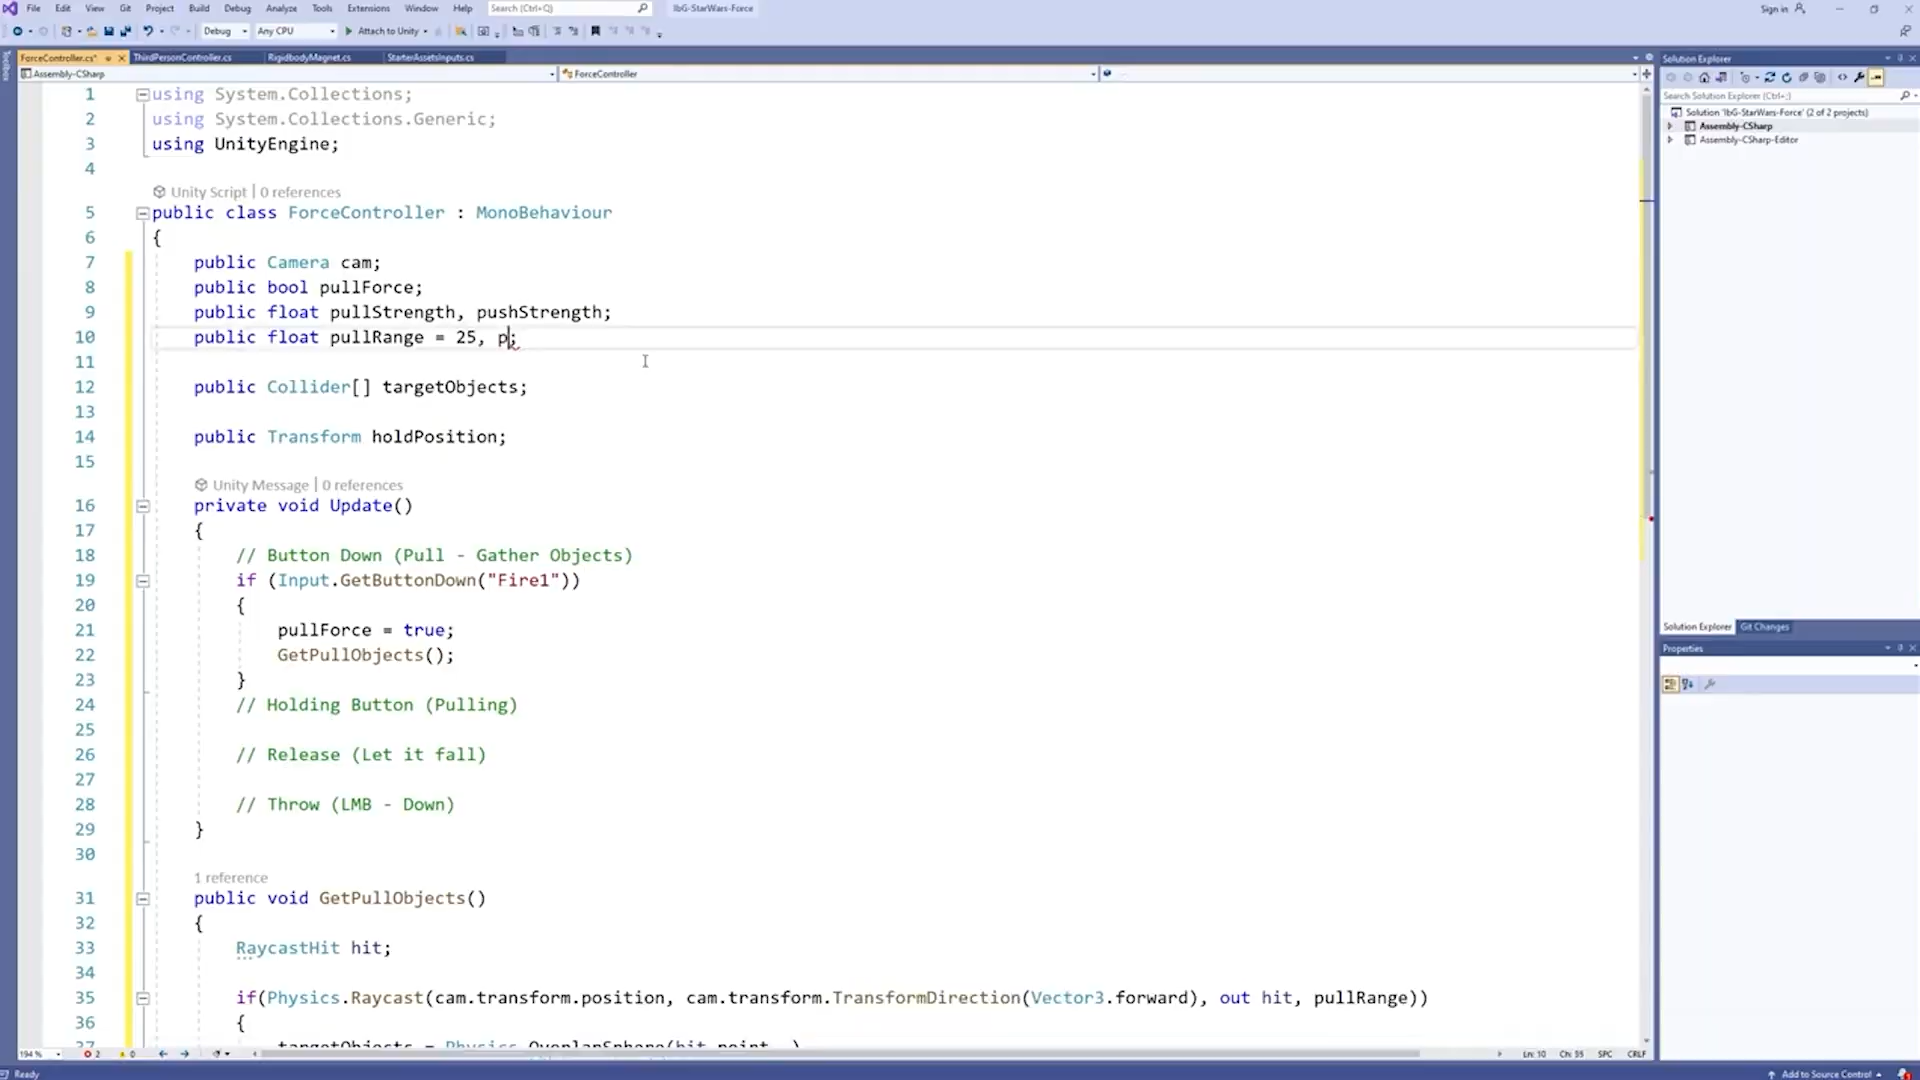 File Edit View Git Project Build Debug Analyze Tools Extensions Window Help Search (Ctrl+Q) IbG-StarWars-Force Sign in
Debug Any CPU Attach to Unity
ForceController.cs* ThirdPersonController.cs RigidbodyMagnet.cs StarterAssetsInputs.cs
Assembly-CSharp ForceController
1 using System.Collections;
2 using System.Collections.Generic;
3 using UnityEngine;
4
Unity Script | 0 references
5 public class ForceController : MonoBehaviour
6 {
7 public Camera cam;
8 public bool pullForce;
9 public float pullStrength, pushStrength;
10 public float pullRange = 25, p;
11
12 public Collider[] targetObjects;
13
14 public Transform holdPosition;
15
Unity Message | 0 references
16 private void Update()
17 {
18 // Button Down (Pull - Gather Objects)
19 if (Input.GetButtonDown("Fire1"))
20 {
21 pullForce = true;
22 GetPullObjects();
23 }
24 // Holding Button (Pulling)
25
26 // Release (Let it fall)
27
28 // Throw (LMB - Down)
29 }
30
1 reference
31 public void GetPullObjects()
32 {
33 RaycastHit hit;
34
35 if(Physics.Raycast(cam.transform.position, cam.transform.TransformDirection(Vector3.forward), out hit, pullRange))
36 {
37 targetObjects = Physics.OverlapSphere(hit.point, )
194 % 2 0 Ln: 10 Ch: 35 SPC CRLF
Ready Add to Source Control
Toolbox
Solution Explorer
Search Solution Explorer (Ctrl+;)
Solution 'IbG-StarWars-Force' (2 of 2 projects)
Assembly-CSharp
Assembly-CSharp-Editor
Solution Explorer Git Changes
Properties